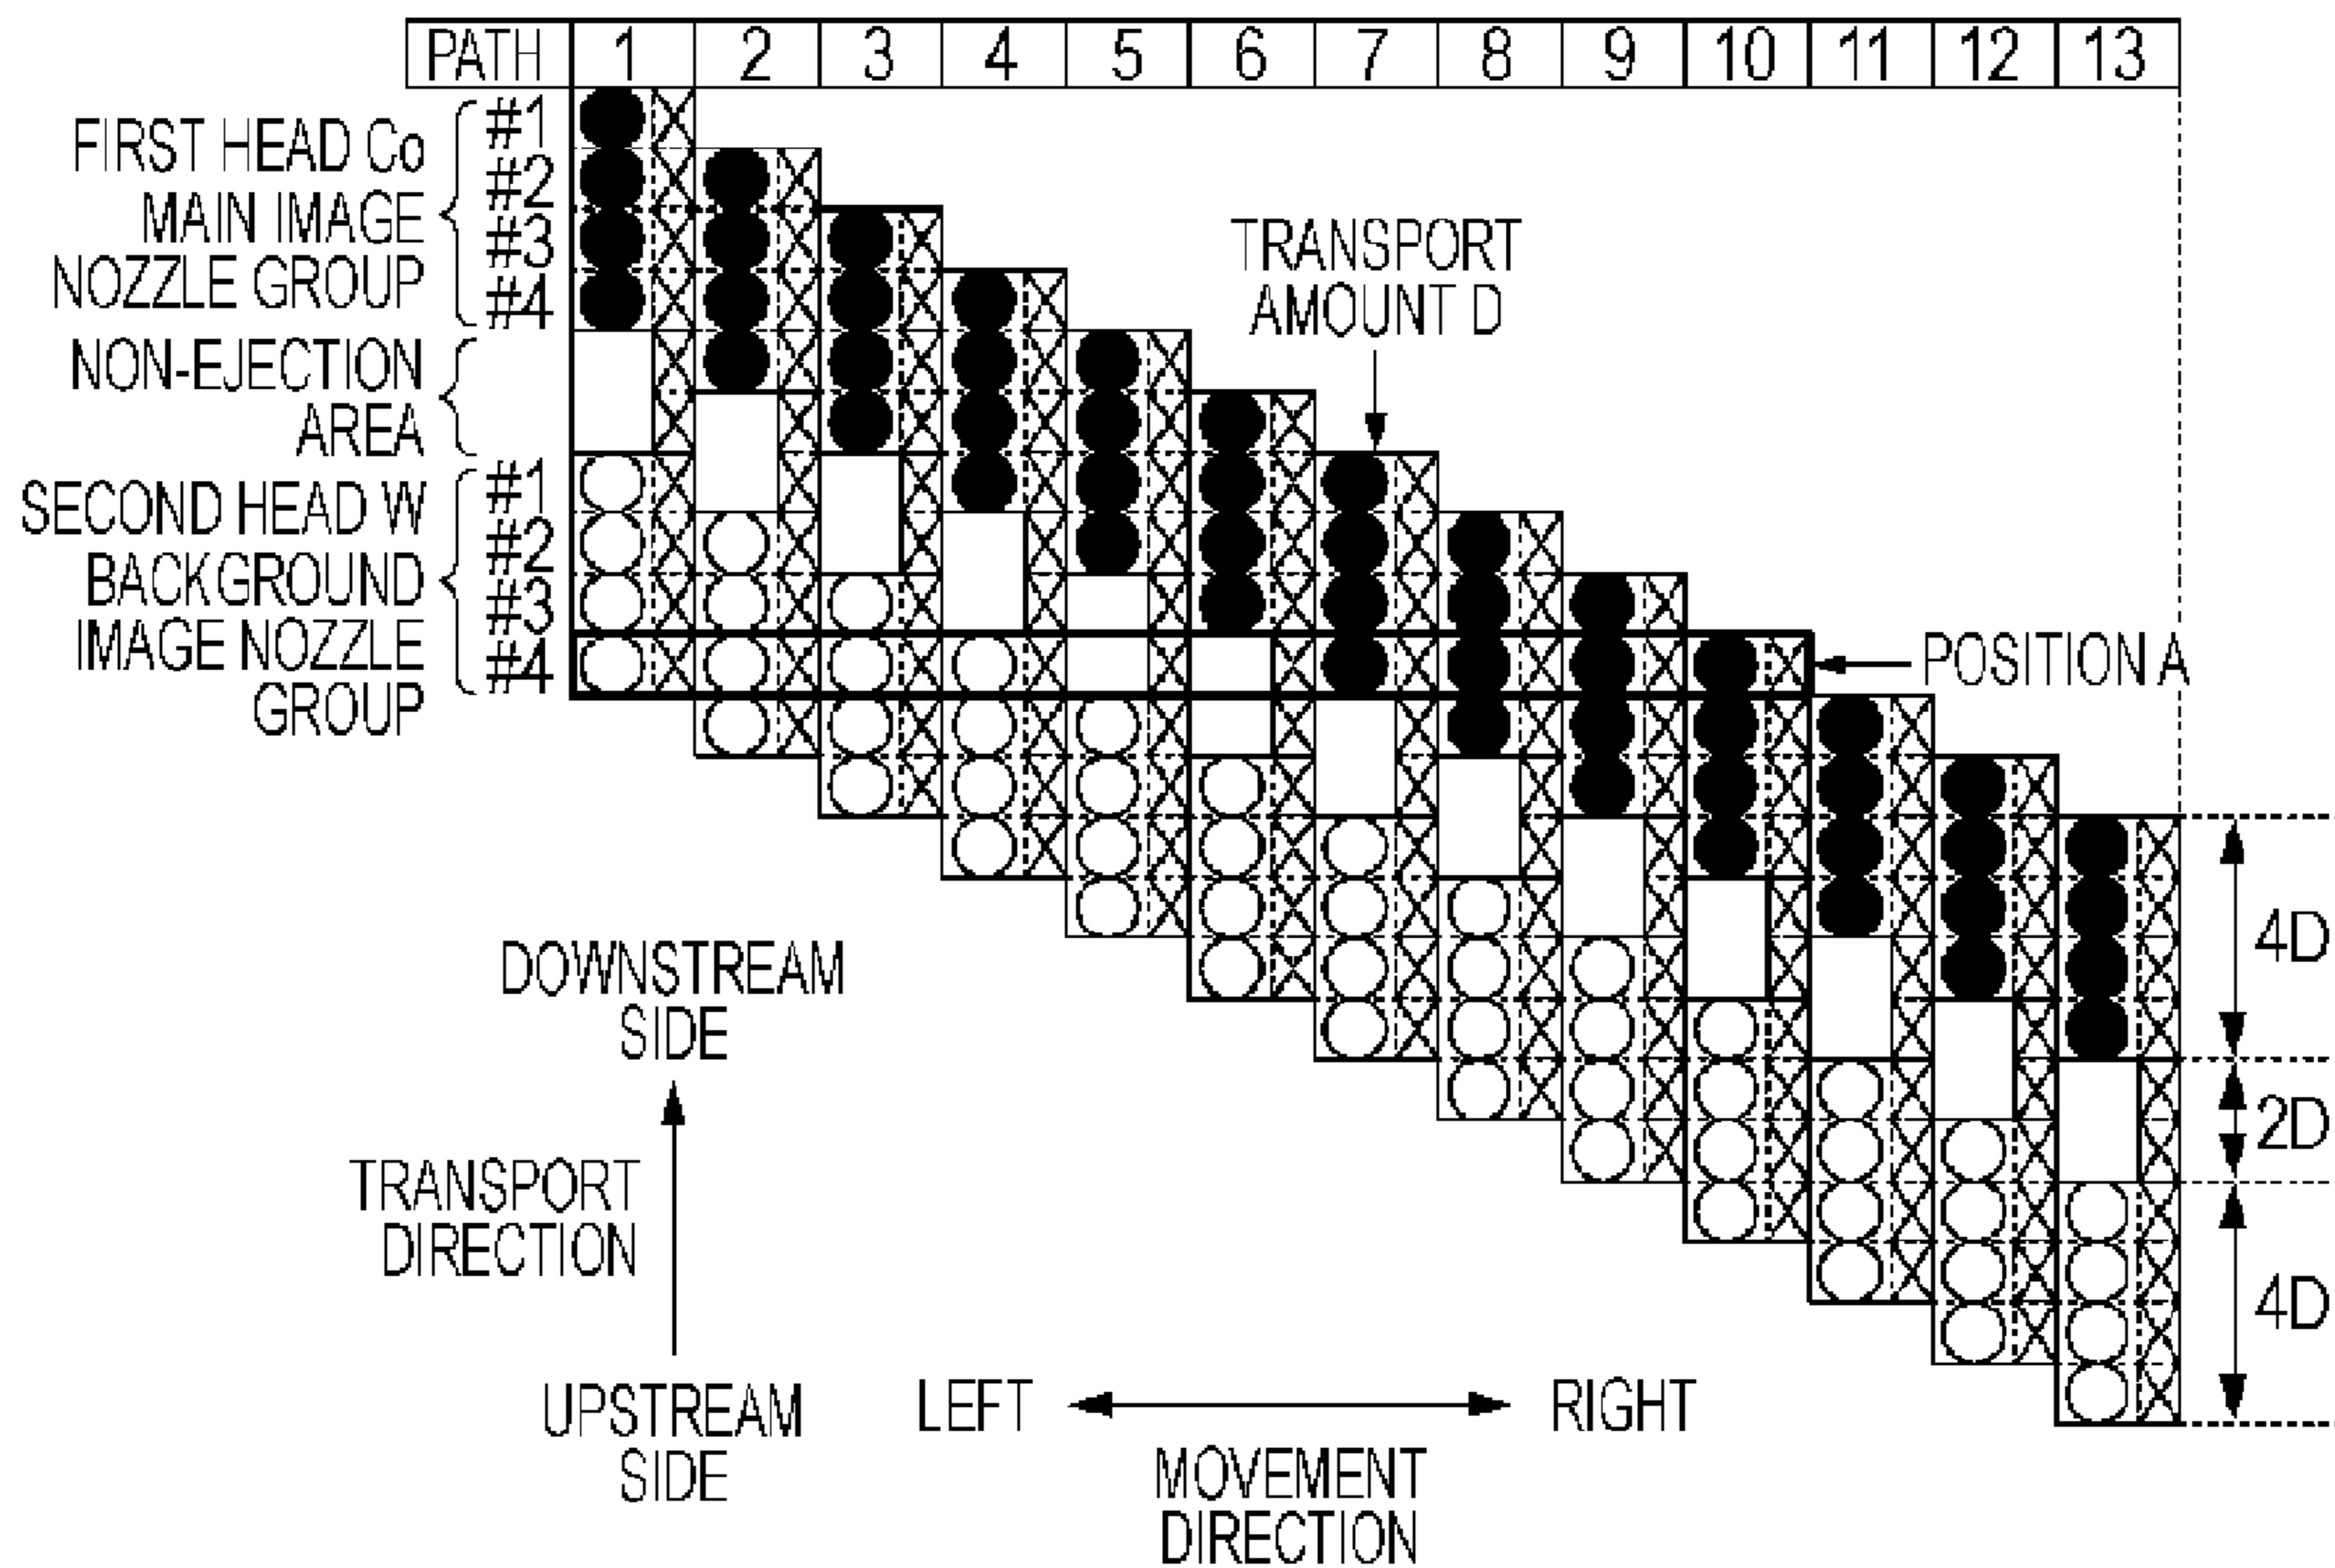 PATH 1 2 3 4 5 6 7 8 9 10 11 12 13
FIRST HEAD Co
MAIN IMAGE
NOZZLE GROUP
#1
#2
#3
#4
NON-EJECTION
AREA
SECOND HEAD W
BACKGROUND
IMAGE NOZZLE
GROUP
#1
#2
#3
#4
TRANSPORT
AMOUNT D
POSITION A
4D
2D
4D
DOWNSTREAM
SIDE
TRANSPORT
DIRECTION
UPSTREAM
SIDE
LEFT
RIGHT
MOVEMENT
DIRECTION